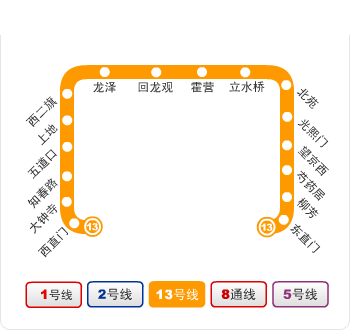 龙泽
回龙观
霍营
立水桥
西二旗
上地
五道口
知春路
大钟寺
西直门
北苑
光熙门
望京西
芍药居
柳芳
东直门
13
13
1号线
2号线
13号线
8通线
5号线